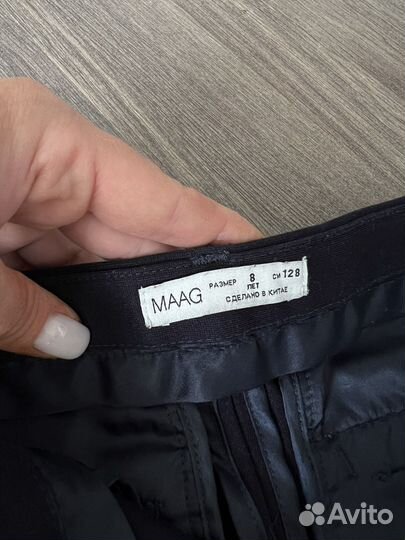 MAAG
РАЗМЕР 8 ЛЕТ СМ 128
СДЕЛАНО В КИТАЕ
Avito